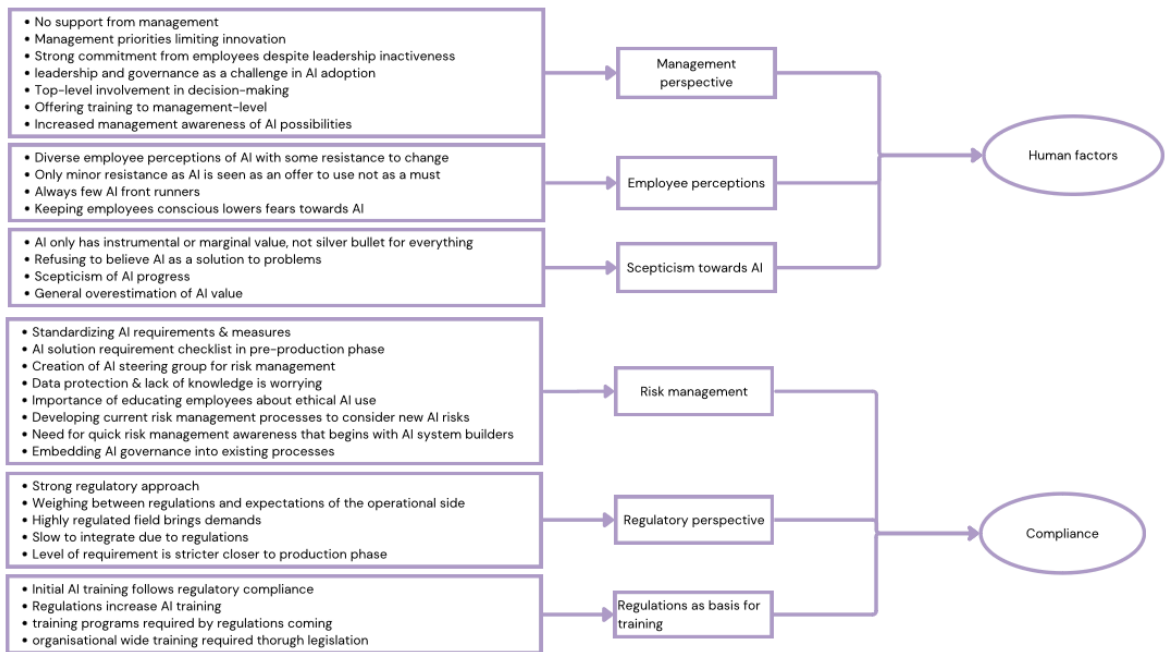 • No support from management
• Management priorities limiting innovation
• Strong commitment from employees despite leadership inactiveness
• leadership and governance as a challenge in AI adoption
• Top-level involvement in decision-making
• Offering training to management-level
• Increased management awareness of AI possibilities
Management
perspective
• Diverse employee perceptions of AI with some resistance to change
• Only minor resistance as AI is seen as an offer to use not as a must
• Always few AI front runners
• Keeping employees conscious lowers fears towards AI
Employee perceptions
• AI only has instrumental or marginal value, not silver bullet for everything
• Refusing to believe AI as a solution to problems
• Scepticism of AI progress
• General overestimation of AI value
Scepticism towards AI
Human factors
• Standardizing AI requirements & measures
• AI solution requirement checklist in pre-production phase
• Creation of AI steering group for risk management
• Data protection & lack of knowledge is worrying
• Importance of educating employees about ethical AI use
• Developing current risk management processes to consider new AI risks
• Need for quick risk management awareness that begins with AI system builders
• Embedding AI governance into existing processes
Risk management
• Strong regulatory approach
• Weighing between regulations and expectations of the operational side
• Highly regulated field brings demands
• Slow to integrate due to regulations
• Level of requirement is stricter closer to production phase
Regulatory perspective
• Initial AI training follows regulatory compliance
• Regulations increase AI training
• training programs required by regulations coming
• organisational wide training required thorugh legislation
Regulations as basis for
training
Compliance